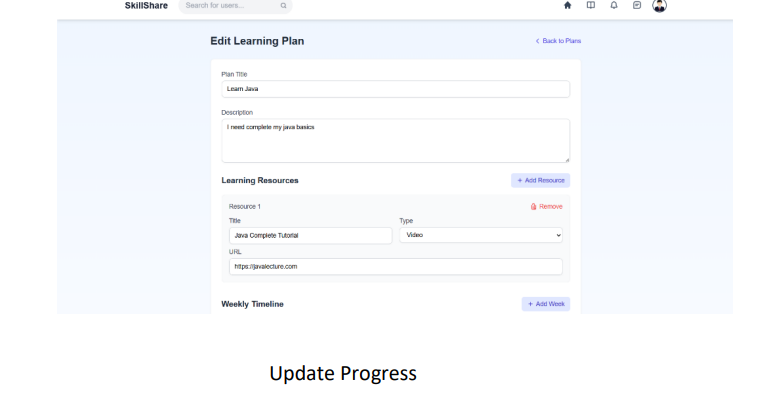 SkillShare Search for users...
Edit Learning Plan < Back to Plans
Plan Title
Learn Java
Description
I need complete my java basics
Learning Resources + Add Resource
Resource 1 Remove
Title Type
Java Complete Tutorial Video
URL
https://javalecture.com
Weekly Timeline + Add Week
Update Progress